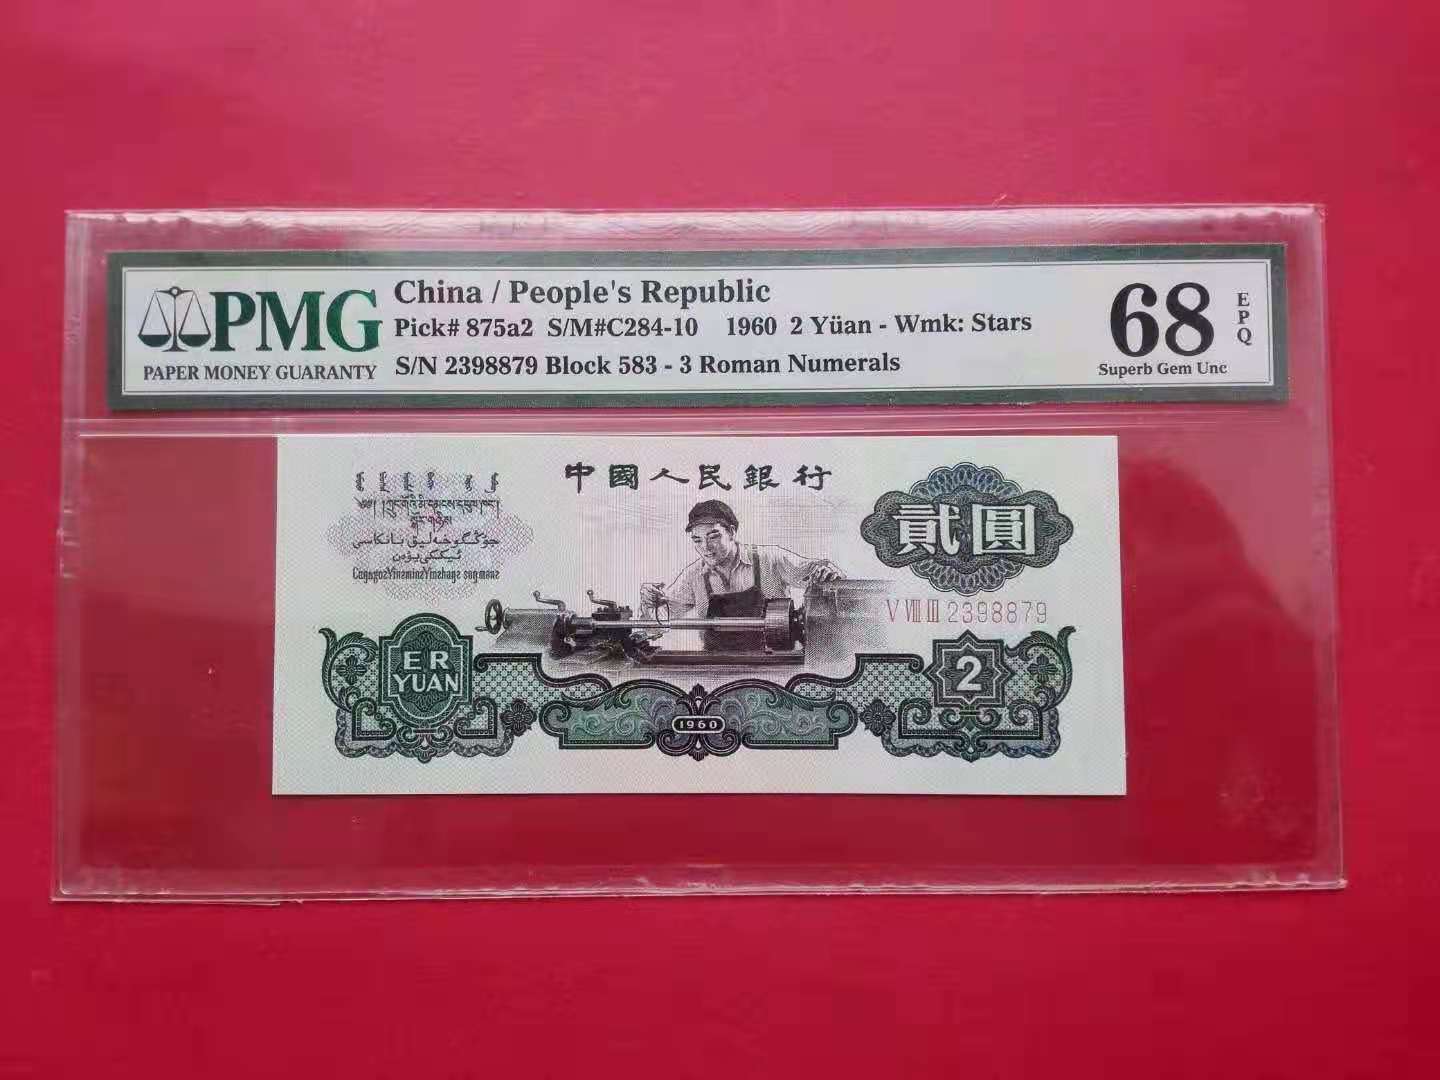 PMG
PAPER MONEY GUARANTY
China / People's Republic
Pick# 875a2 S/M#C284-10 1960 2 Yüan - Wmk: Stars
S/N 2398879 Block 583 - 3 Roman Numerals
68
EPQ
Superb Gem Unc
中國人民銀行
貳圓
V VIII III 2398879
ER
YUAN
2
1960